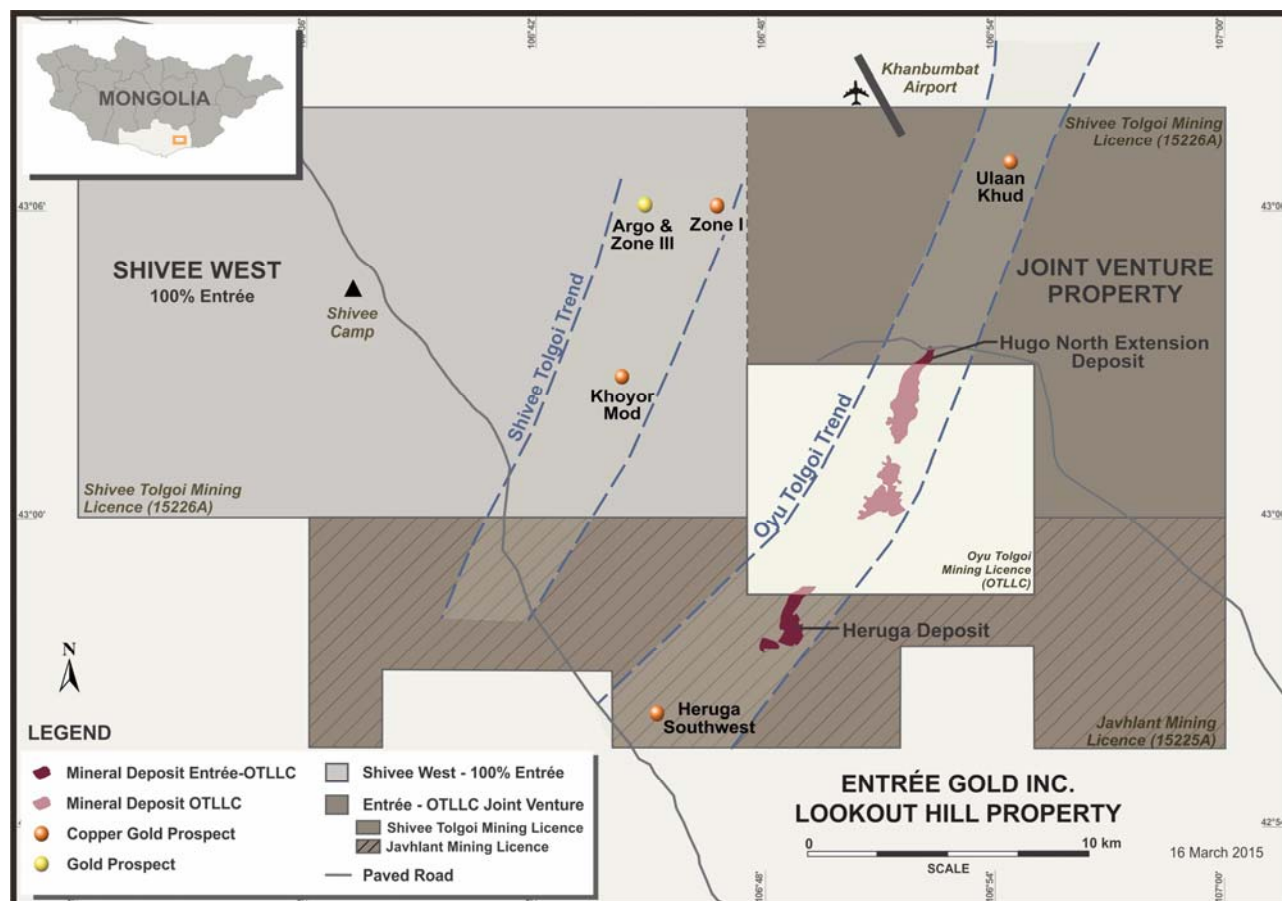 MONGOLIA
106°42'
106°48'
106°54'
107°00'
Khanbumbat
Airport
Shivee Tolgoi Mining
Licence (15226A)
Ulaan
Khud
43°06'
Argo &
Zone III
Zone I
SHIVEE WEST
100% Entrée
JOINT VENTURE
PROPERTY
Shivee
Camp
Shivee Tolgoi Trend
Hugo North Extension
Deposit
Khoyor
Mod
Oyu Tolgoi Trend
Shivee Tolgoi Mining
Licence (15226A)
43°00'
Oyu Tolgoi
Mining Licence
(OTLLC)
Heruga Deposit
N
Heruga
Southwest
Javhlant Mining
Licence (15225A)
LEGEND
Mineral Deposit Entrée-OTLLC
Mineral Deposit OTLLC
Copper Gold Prospect
Gold Prospect
Shivee West - 100% Entrée
Entrée - OTLLC Joint Venture
Shivee Tolgoi Mining Licence
Javhlant Mining Licence
Paved Road
ENTRÉE GOLD INC.
LOOKOUT HILL PROPERTY
0
10 km
SCALE
16 March 2015
106°48'
106°54'
107°00'